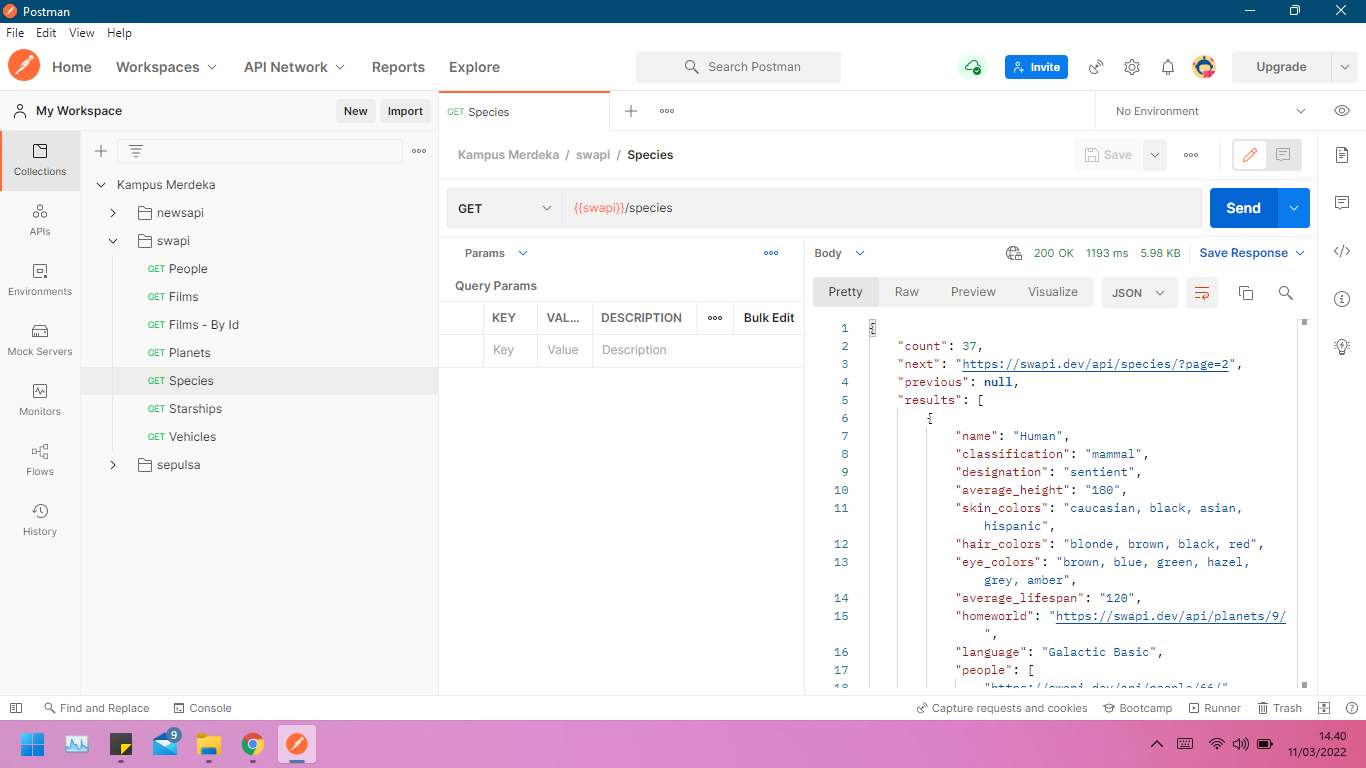 Postman
File Edit View Help
Home Workspaces API Network Reports Explore Search Postman Invite Upgrade
My Workspace New Import
GET Species
No Environment
Collections
APIs
Environments
Mock Servers
Monitors
Flows
History
Kampus Merdeka
newsapi
swapi
GET People
GET Films
GET Films - By Id
GET Planets
GET Species
GET Starships
GET Vehicles
sepulsa
Kampus Merdeka / swapi / Species
Save
GET {{swapi}}/species Send
Params
Query Params
KEY VAL... DESCRIPTION Bulk Edit
Key Value Description
Body 200 OK 1193 ms 5.98 KB Save Response
Pretty Raw Preview Visualize JSON
1 {
2 "count": 37,
3 "next": "https://swapi.dev/api/species/?page=2",
4 "previous": null,
5 "results": [
6 {
7 "name": "Human",
8 "classification": "mammal",
9 "designation": "sentient",
10 "average_height": "180",
11 "skin_colors": "caucasian, black, asian,
hispanic",
12 "hair_colors": "blonde, brown, black, red",
13 "eye_colors": "brown, blue, green, hazel,
grey, amber",
14 "average_lifespan": "120",
15 "homeworld": "https://swapi.dev/api/planets/9/
",
16 "language": "Galactic Basic",
17 "people": [
18 "https://swapi.dev/api/people/66/"
Find and Replace Console Capture requests and cookies Bootcamp Runner Trash
9
14.40
11/03/2022